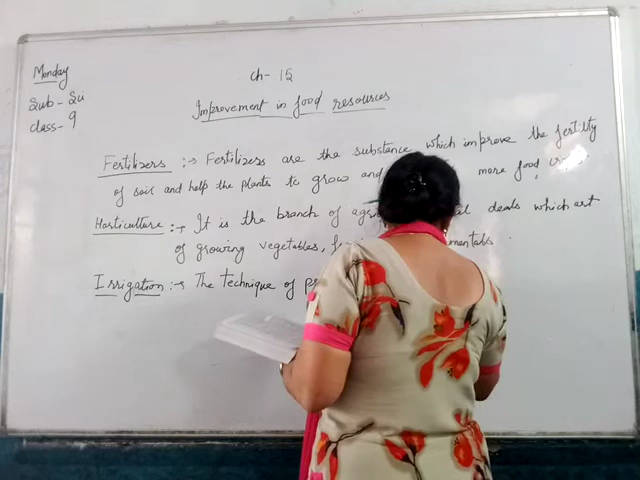 Monday
Sub - Sci
class - 9
Ch - 15
Improvement in food resources
Fertilizers :→ Fertilizers are the substance which improve the fertilty
of soil and help the plants to grow and more food
Horticulture :→ It is the branch of deals which art
of growing vegetables,
Irrigation :→ The Technique of